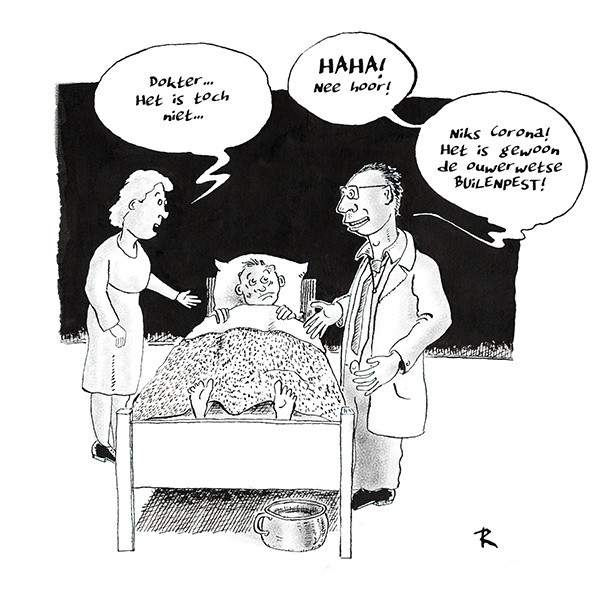 Dokter...
Het is toch
niet...
HAHA!
Nee hoor!
Niks Corona!
Het is gewoon
de ouwerwetse
BUILENPEST!
R